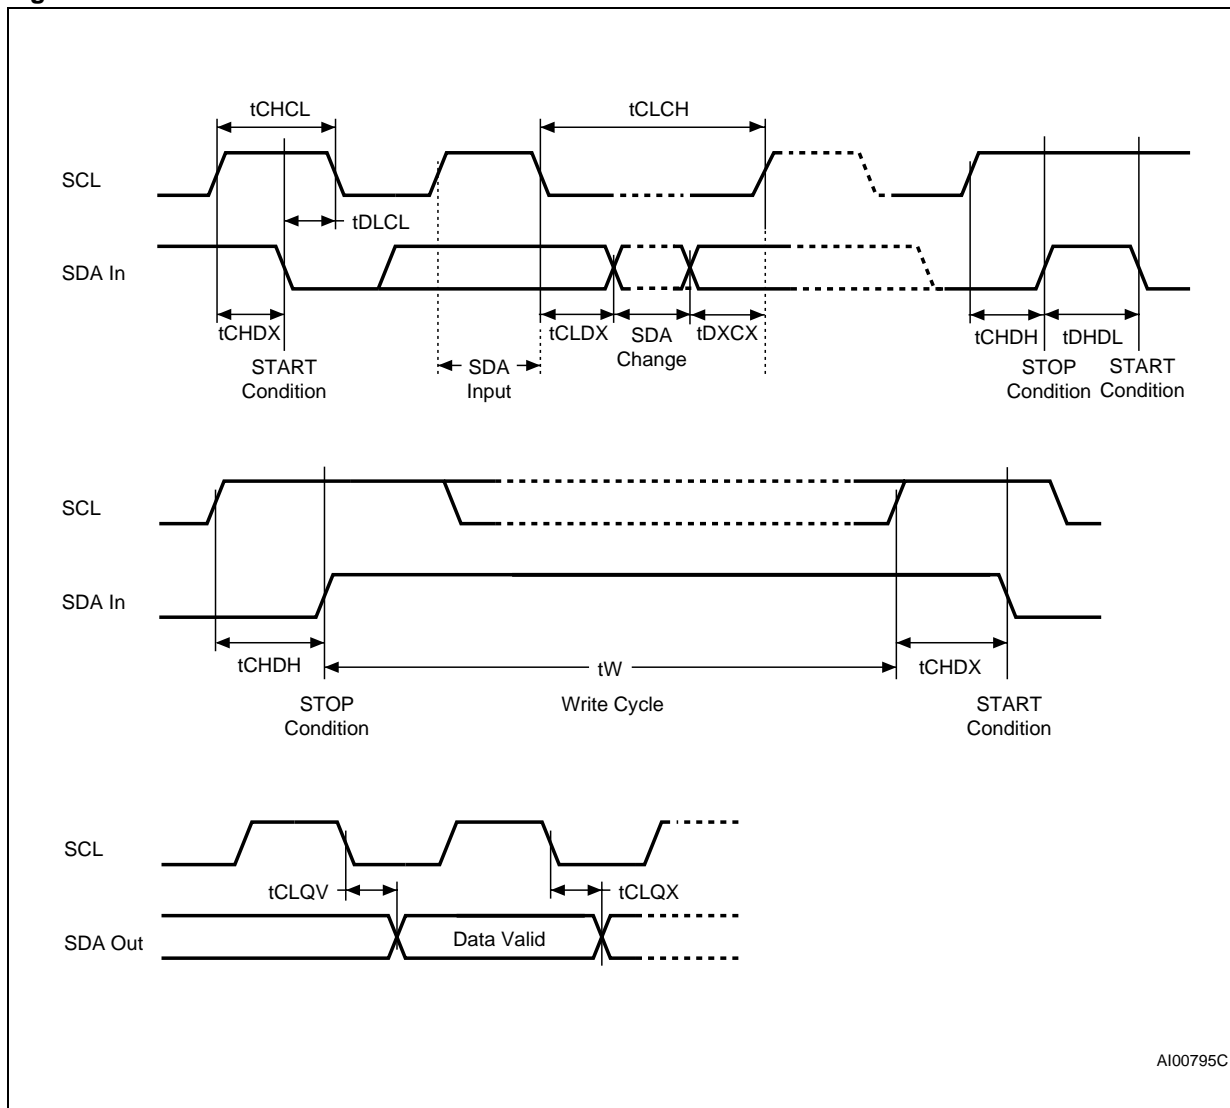 tCHCL
tCLCH
SCL
tDLCL
SDA In
tCHDX
tCLDX
SDA
Change
tDXCX
tCHDH
tDHDL
START
Condition
SDA
Input
STOP
Condition
START
Condition
SCL
SDA In
tCHDH
tW
tCHDX
STOP
Condition
Write Cycle
START
Condition
SCL
tCLQV
tCLQX
SDA Out
Data Valid
AI00795C